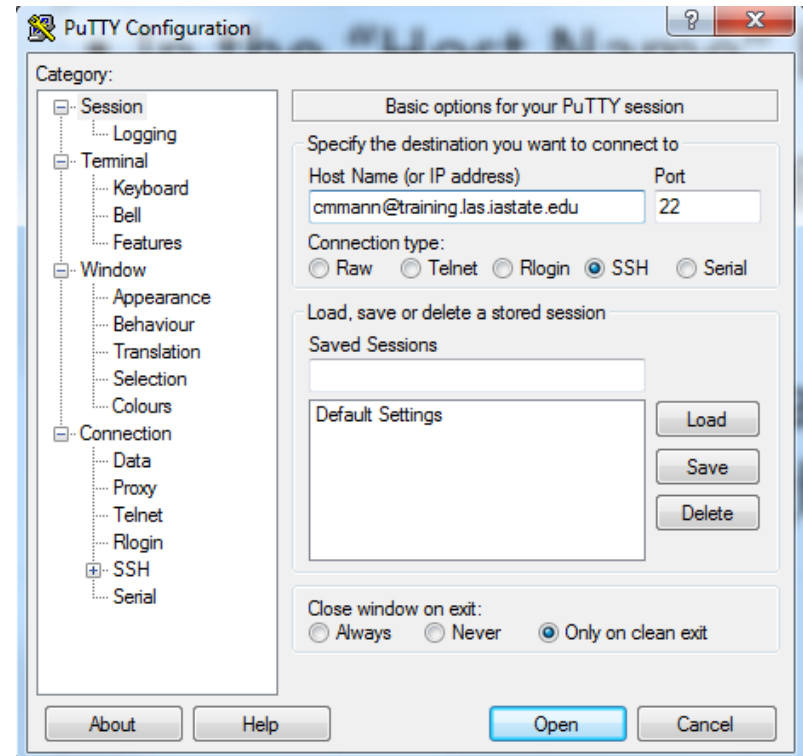 PuTTY Configuration
in the "Host Name"
Category:
Session
Logging
Terminal
Keyboard
Bell
Features
Window
Appearance
Behaviour
Translation
Selection
Colours
Connection
Data
Proxy
Telnet
Rlogin
SSH
Serial
Basic options for your PuTTY session
Specify the destination you want to connect to
Host Name (or IP address) Port
cmmann@training.las.iastate.edu 22
Connection type:
Raw Telnet Rlogin SSH Serial
Load, save or delete a stored session
Saved Sessions
Default Settings
Load
Save
Delete
Close window on exit:
Always Never Only on clean exit
About Help Open Cancel